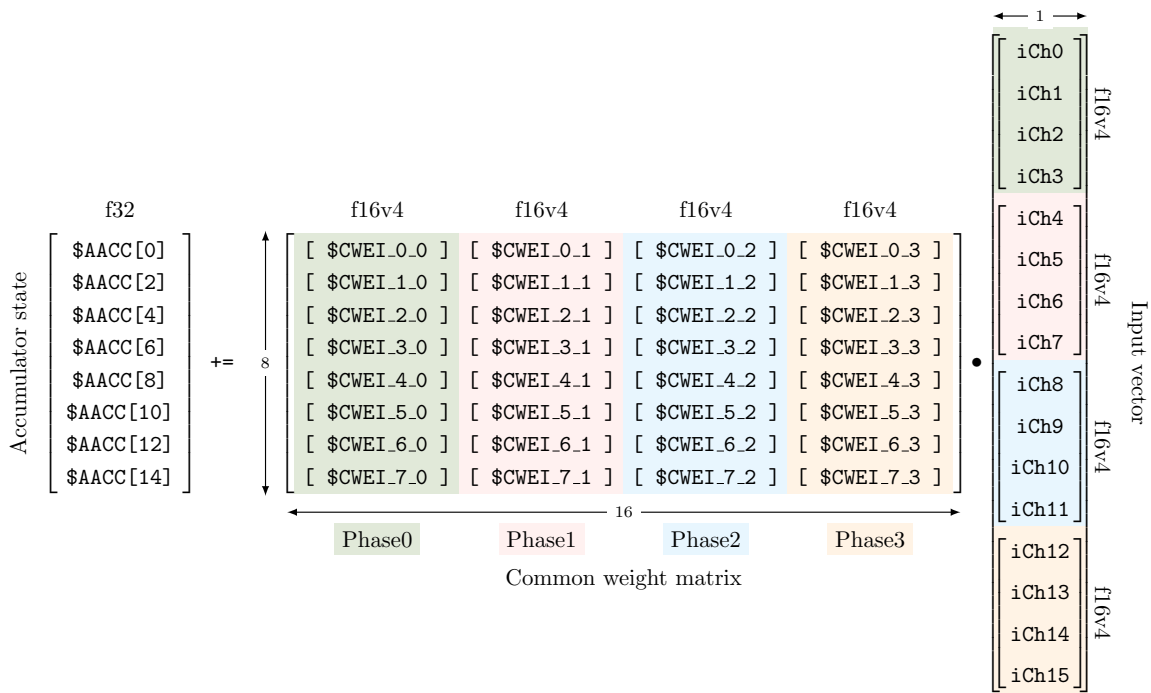 1
iCh0
iCh1
iCh2
iCh3
f16v4
iCh4
iCh5
iCh6
iCh7
f16v4
iCh8
iCh9
iCh10
iCh11
f16v4
iCh12
iCh13
iCh14
iCh15
f16v4
Input vector
f32
f16v4 f16v4 f16v4 f16v4
Accumulator state
$AACC[0]
$AACC[2]
$AACC[4]
$AACC[6]
$AACC[8]
$AACC[10]
$AACC[12]
$AACC[14]
+=
8
[ $CWEI_0_0 ] [ $CWEI_0_1 ] [ $CWEI_0_2 ] [ $CWEI_0_3 ]
[ $CWEI_1_0 ] [ $CWEI_1_1 ] [ $CWEI_1_2 ] [ $CWEI_1_3 ]
[ $CWEI_2_0 ] [ $CWEI_2_1 ] [ $CWEI_2_2 ] [ $CWEI_2_3 ]
[ $CWEI_3_0 ] [ $CWEI_3_1 ] [ $CWEI_3_2 ] [ $CWEI_3_3 ]
[ $CWEI_4_0 ] [ $CWEI_4_1 ] [ $CWEI_4_2 ] [ $CWEI_4_3 ]
[ $CWEI_5_0 ] [ $CWEI_5_1 ] [ $CWEI_5_2 ] [ $CWEI_5_3 ]
[ $CWEI_6_0 ] [ $CWEI_6_1 ] [ $CWEI_6_2 ] [ $CWEI_6_3 ]
[ $CWEI_7_0 ] [ $CWEI_7_1 ] [ $CWEI_7_2 ] [ $CWEI_7_3 ]
•
16
Phase0 Phase1 Phase2 Phase3
Common weight matrix